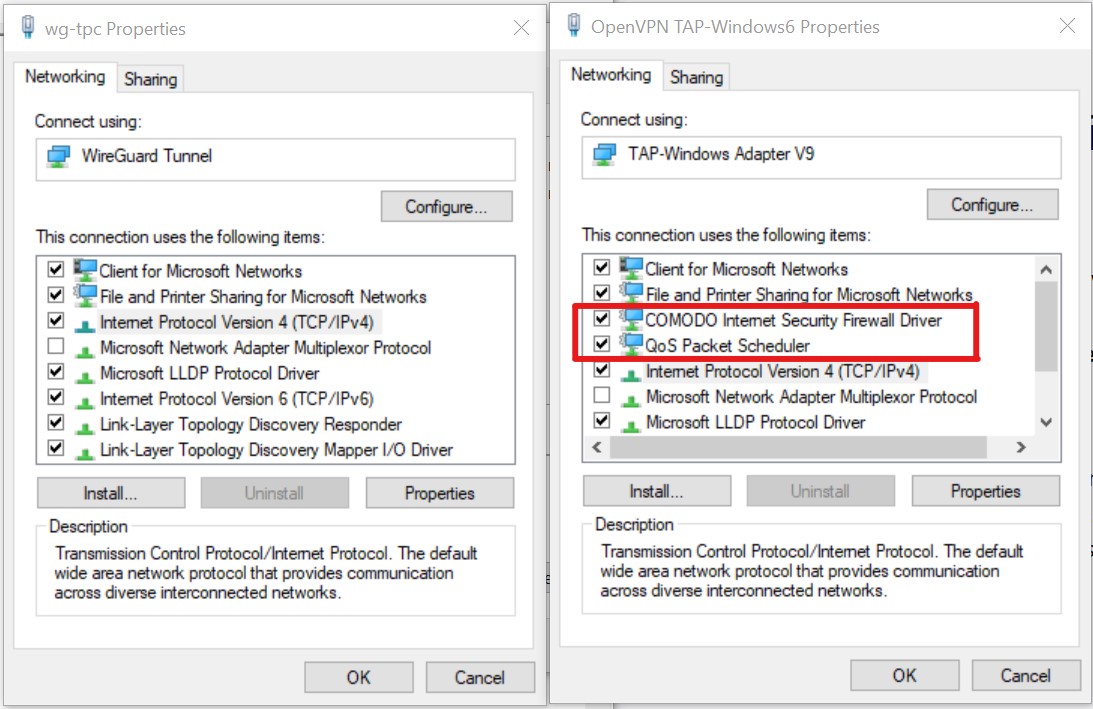 wg-tpc Properties
Networking
Sharing
Connect using:
WireGuard Tunnel
Configure...
This connection uses the following items:
Client for Microsoft Networks
File and Printer Sharing for Microsoft Networks
Internet Protocol Version 4 (TCP/IPv4)
Microsoft Network Adapter Multiplexor Protocol
Microsoft LLDP Protocol Driver
Internet Protocol Version 6 (TCP/IPv6)
Link-Layer Topology Discovery Responder
Link-Layer Topology Discovery Mapper I/O Driver
Install...
Uninstall
Properties
Description
Transmission Control Protocol/Internet Protocol. The default
wide area network protocol that provides communication
across diverse interconnected networks.
OK
Cancel
OpenVPN TAP-Windows6 Properties
Networking
Sharing
Connect using:
TAP-Windows Adapter V9
Configure...
This connection uses the following items:
Client for Microsoft Networks
File and Printer Sharing for Microsoft Networks
COMODO Internet Security Firewall Driver
QoS Packet Scheduler
Internet Protocol Version 4 (TCP/IPv4)
Microsoft Network Adapter Multiplexor Protocol
Microsoft LLDP Protocol Driver
Install...
Uninstall
Properties
Description
Transmission Control Protocol/Internet Protocol. The default
wide area network protocol that provides communication
across diverse interconnected networks.
OK
Cancel